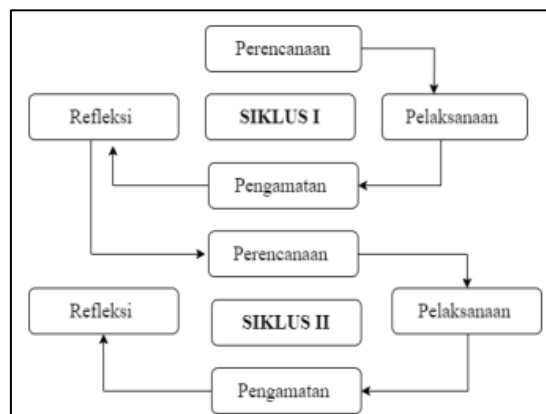 Perencanaan
Refleksi
SIKLUS I
Pelaksanaan
Pengamatan
Perencanaan
Refleksi
SIKLUS II
Pelaksanaan
Pengamatan